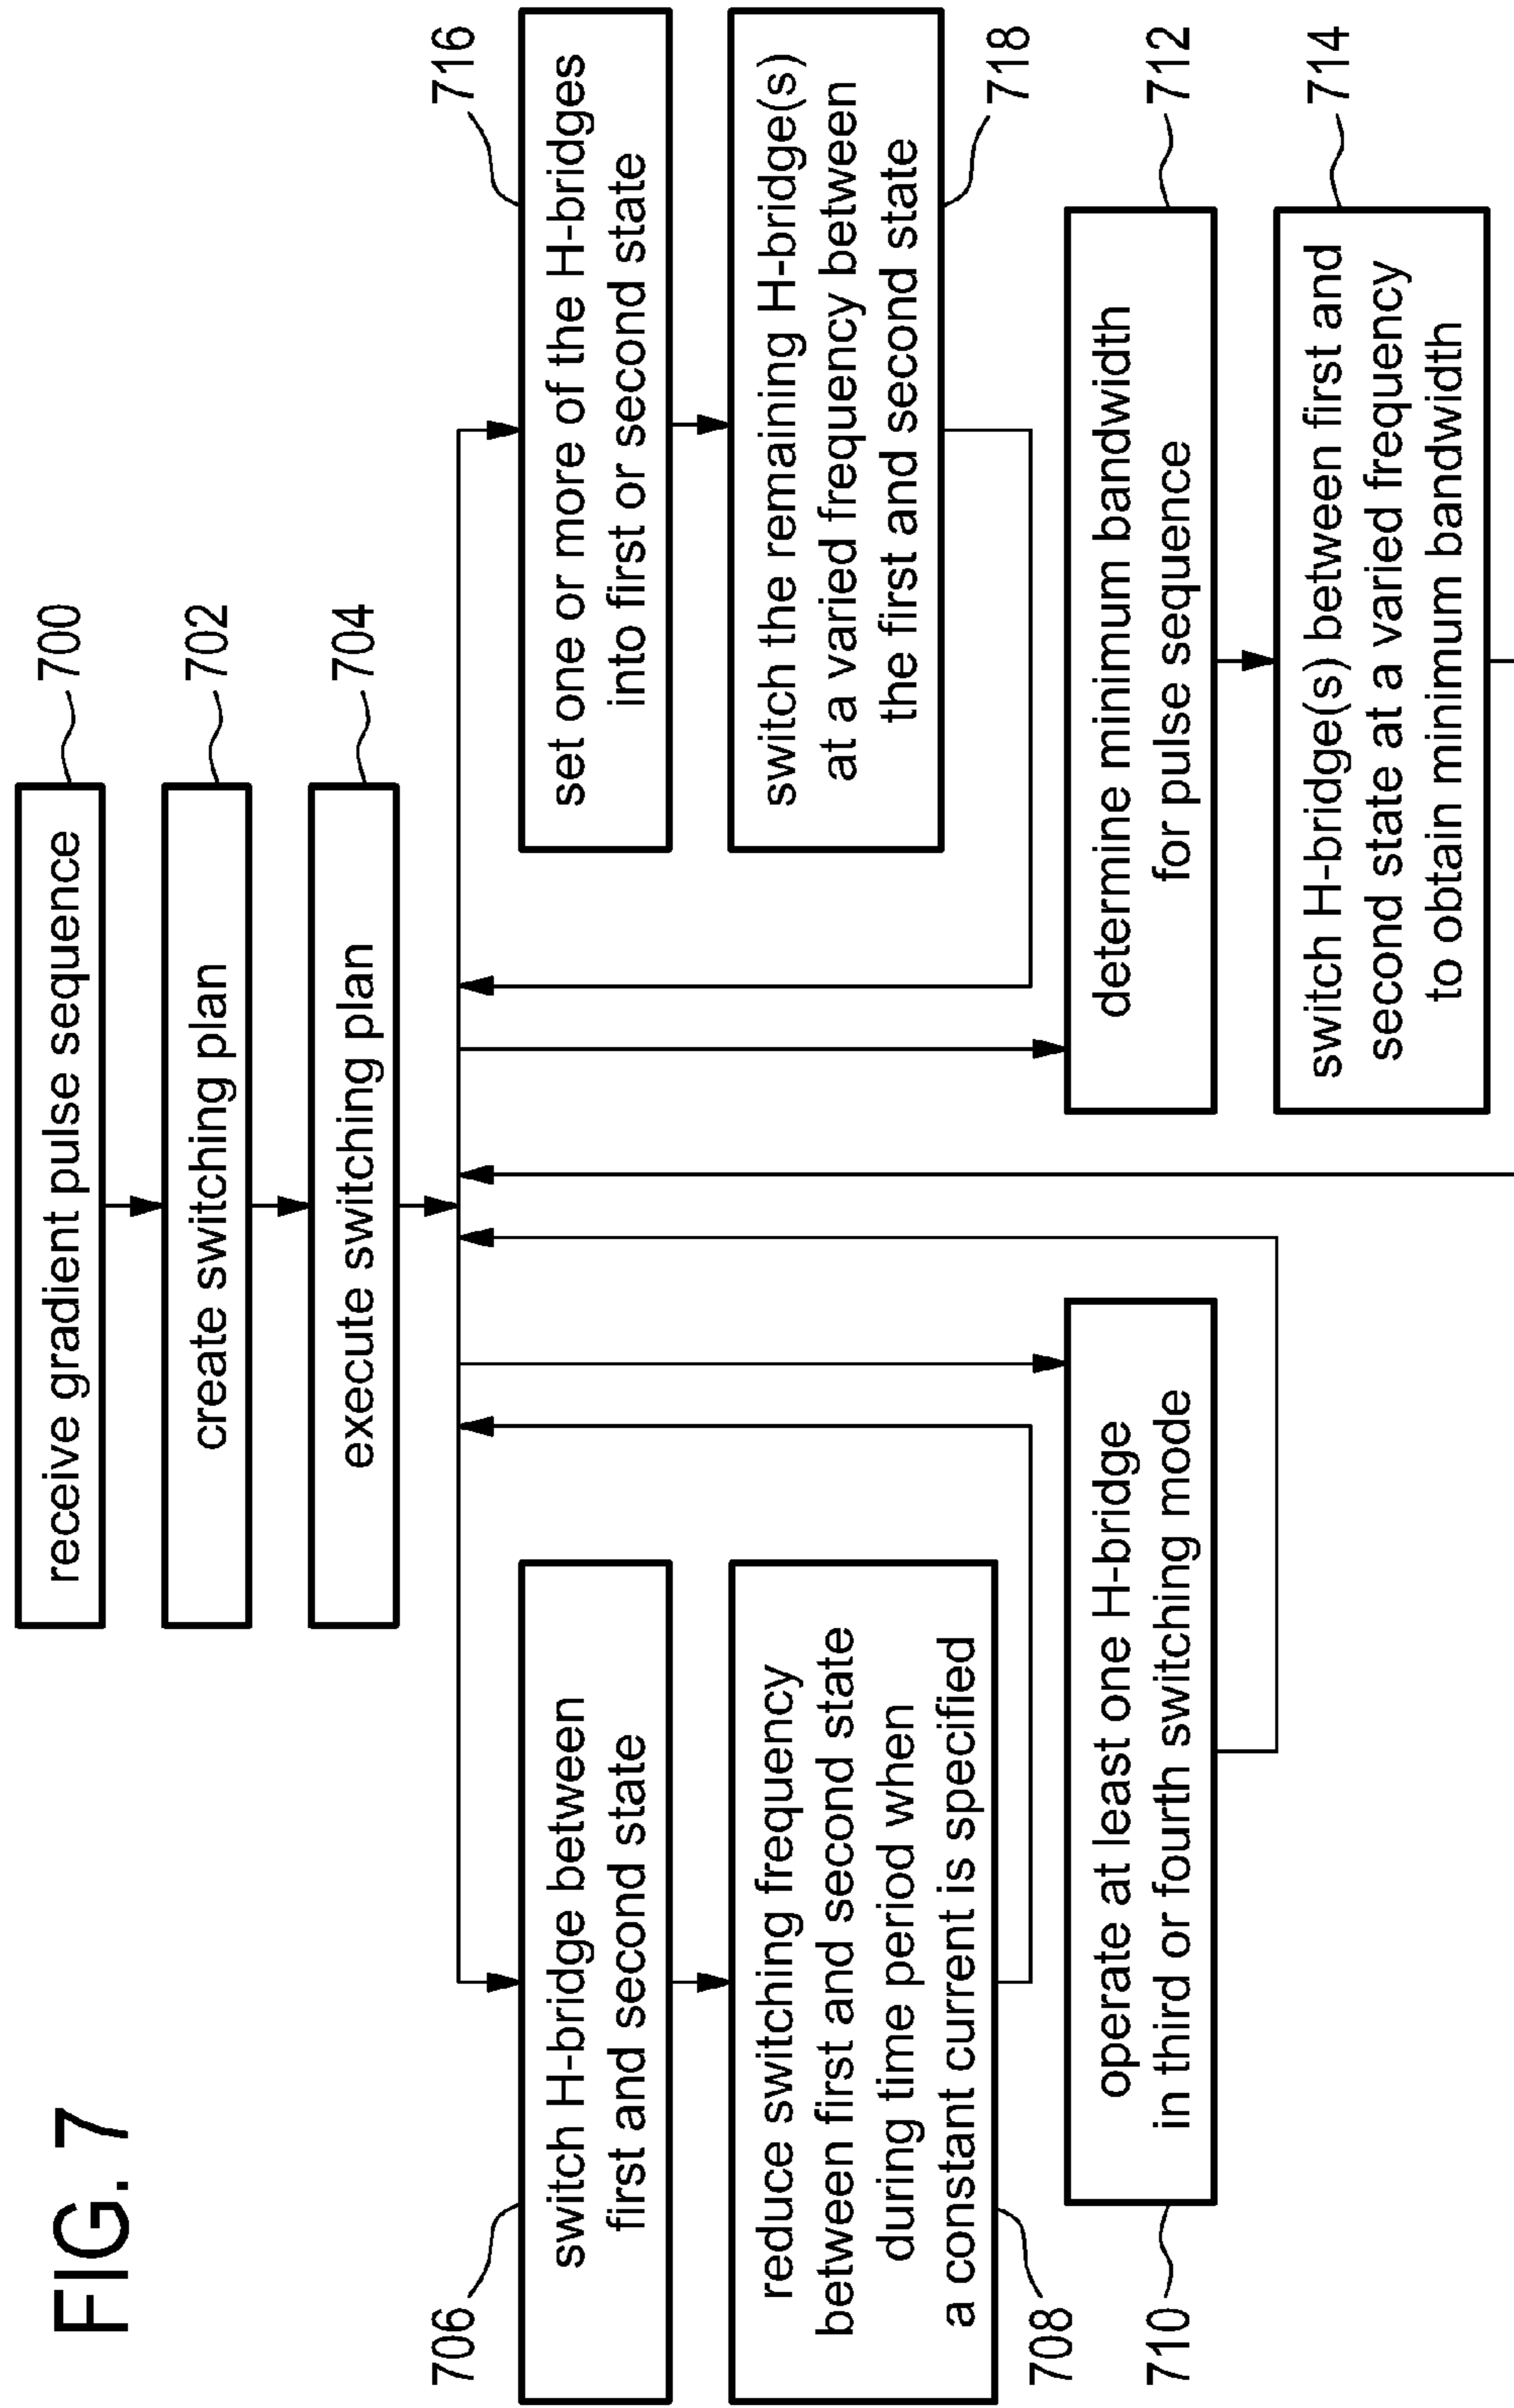 FIG. 7
receive gradient pulse sequence
700
create switching plan
702
execute switching plan
704
706
switch H-bridge between
first and second state
reduce switching frequency
between first and second state
during time period when
a constant current is specified
708
710
operate at least one H-bridge
in third or fourth switching mode
716
set one or more of the H-bridges
into first or second state
switch the remaining H-bridge(s)
at a varied frequency between
the first and second state
718
determine minimum bandwidth
for pulse sequence
712
switch H-bridge(s) between first and
second state at a varied frequency
to obtain minimum bandwidth
714